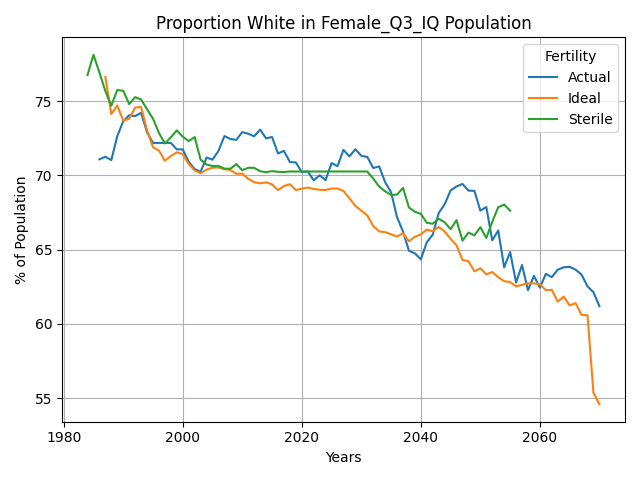 Proportion White in Female_Q3_IQ Population
Fertility
Actual
Ideal
Sterile
% of Population
75
70
65
60
55
1980
2000
2020
2040
2060
Years